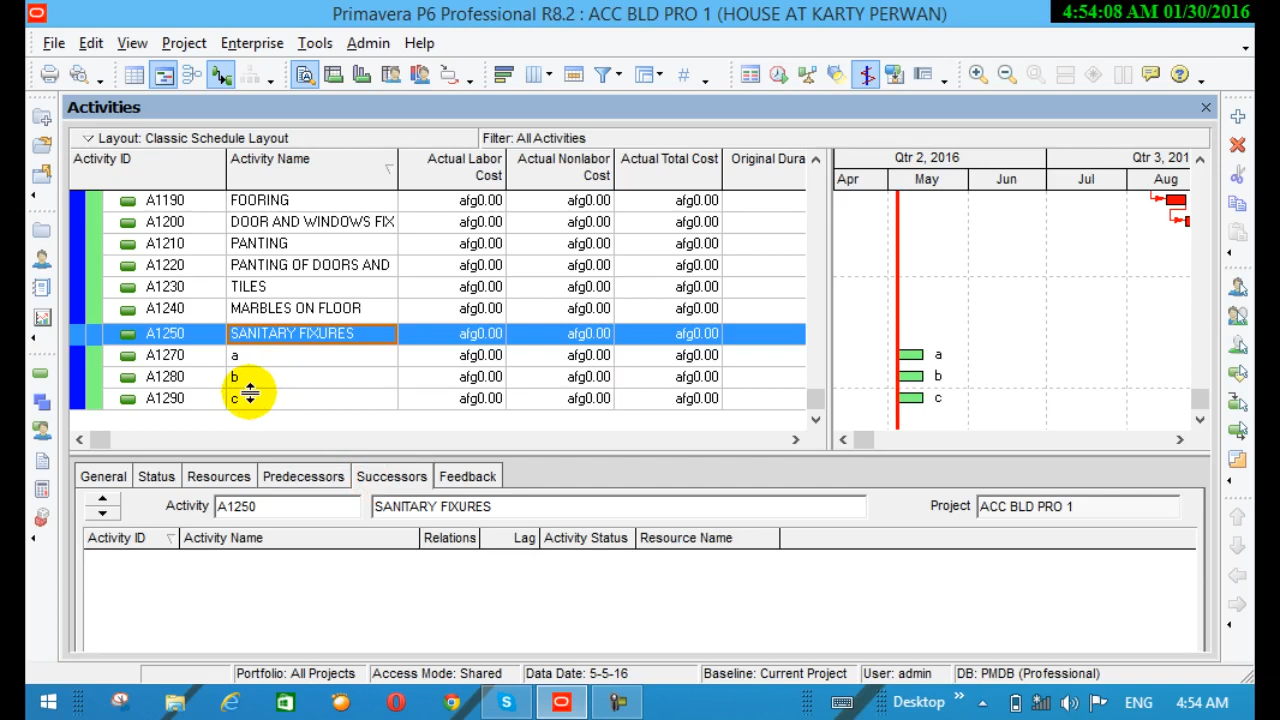 Primavera P6 Professional R8.2 : ACC BLD PRO 1 (HOUSE AT KARTY PERWAN)
4:54:08 AM 01/30/2016
File Edit View Project Enterprise Tools Admin Help
Activities
Layout: Classic Schedule Layout Filter: All Activities
Activity ID Activity Name Actual Labor Cost Actual Nonlabor Cost Actual Total Cost Original Dura
Qtr 2, 2016 Qtr 3, 201
Apr May Jun Jul Aug
A1190 FOORING afg0.00 afg0.00 afg0.00
A1200 DOOR AND WINDOWS FIX afg0.00 afg0.00 afg0.00
A1210 PANTING afg0.00 afg0.00 afg0.00
A1220 PANTING OF DOORS AND afg0.00 afg0.00 afg0.00
A1230 TILES afg0.00 afg0.00 afg0.00
A1240 MARBLES ON FLOOR afg0.00 afg0.00 afg0.00
A1250 SANITARY FIXURES afg0.00 afg0.00 afg0.00
A1270 a afg0.00 afg0.00 afg0.00 a
A1280 b afg0.00 afg0.00 afg0.00 b
A1290 c afg0.00 afg0.00 afg0.00 c
General Status Resources Predecessors Successors Feedback
Activity A1250 SANITARY FIXURES Project ACC BLD PRO 1
Activity ID Activity Name Relations Lag Activity Status Resource Name
Portfolio: All Projects Access Mode: Shared Data Date: 5-5-16 Baseline: Current Project User: admin DB: PMDB (Professional)
Desktop ENG 4:54 AM